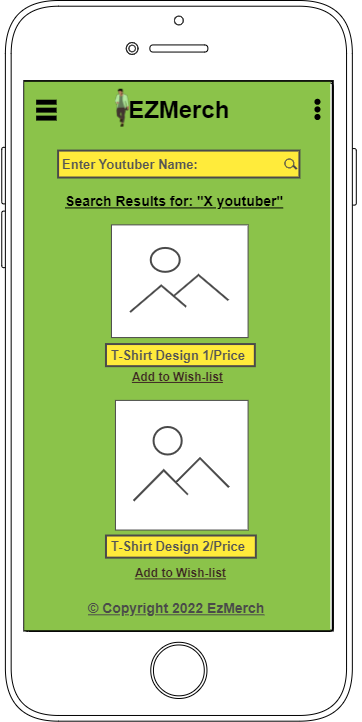 EZMerch
Enter Youtuber Name:
Search Results for: "X youtuber"
T-Shirt Design 1/Price
Add to Wish-list
T-Shirt Design 2/Price
Add to Wish-list
© Copyright 2022 EzMerch